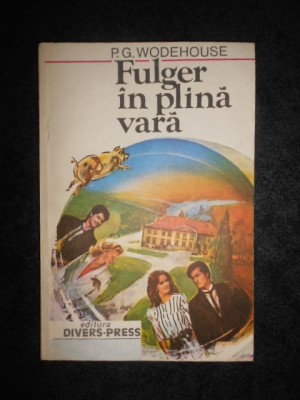 P.G. WODEHOUSE
Fulger
în plină
vară
editura
DIVERS-PRESS